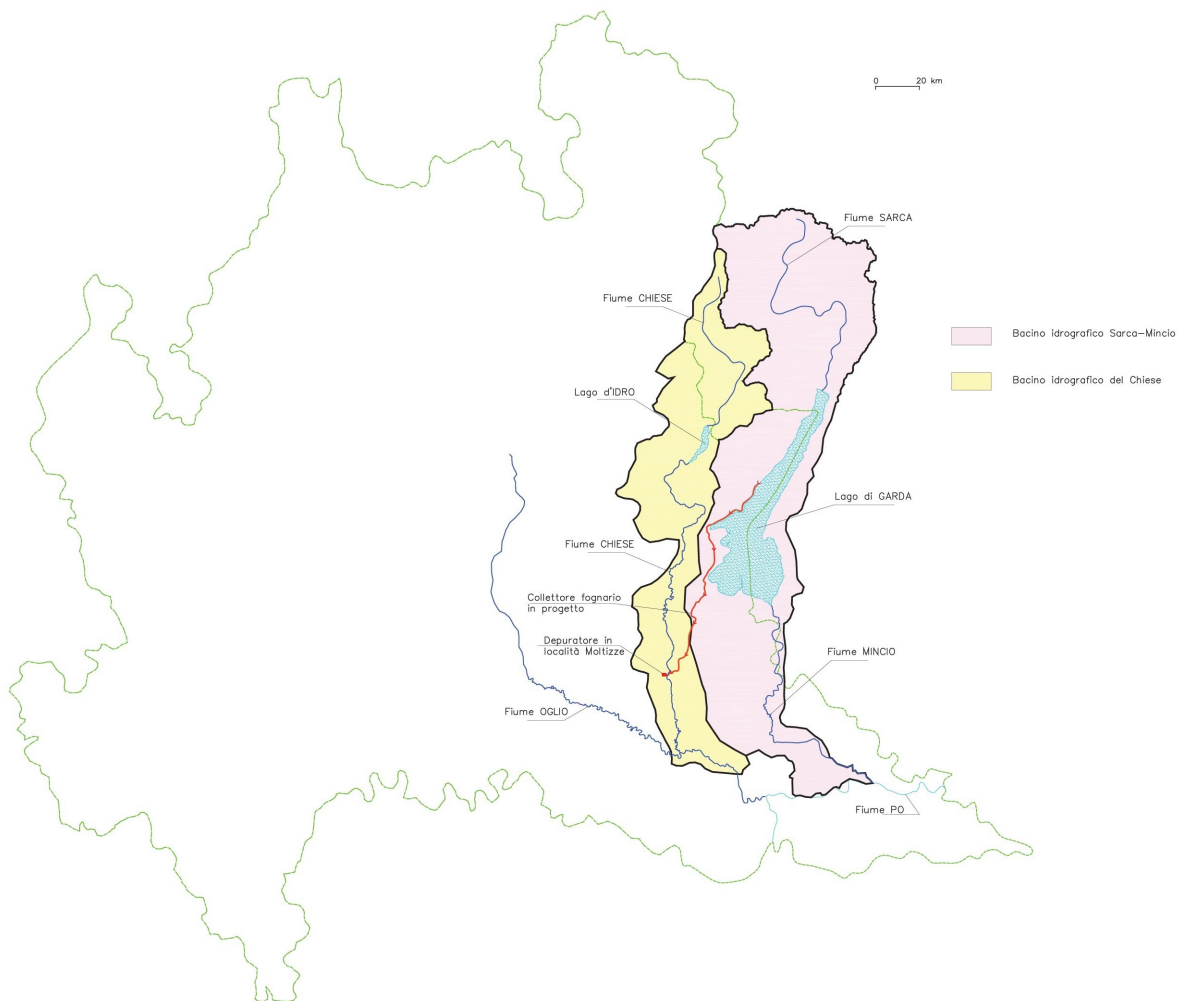 0 20 km
Fiume SARCA
Fiume CHIESE
Bacino idrografico Sarca-Mincio
Bacino idrografico del Chiese
Lago d'IDRO
Lago di GARDA
Fiume CHIESE
Collettore fognario
in progetto
Depuratore in
località Moltizze
Fiume MINCIO
Fiume OGLIO
Fiume PO